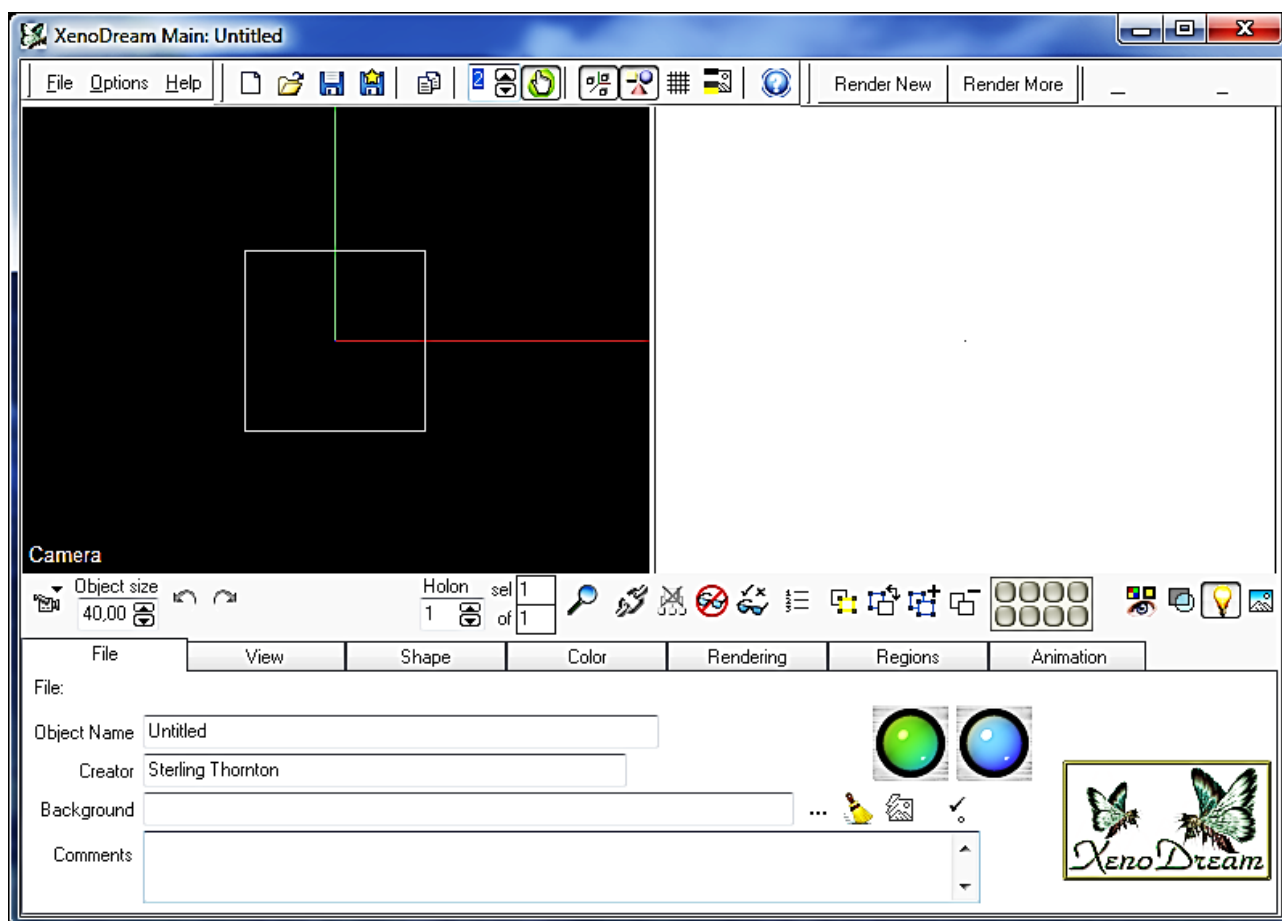 XenoDream Main: Untitled
File Options Help 2 Render New Render More
Camera
Object size Holon sel 1
40,00 1 of 1
File View Shape Color Rendering Regions Animation
File:
Object Name Untitled
Creator Sterling Thornton
Background ...
Comments
XenoDream